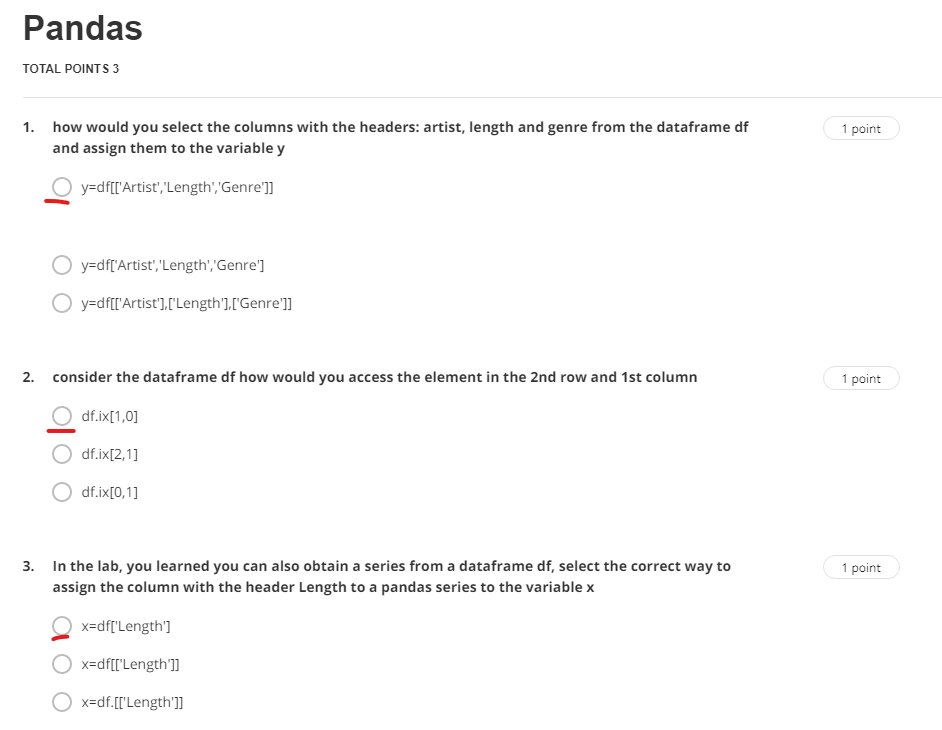 Pandas
TOTAL POINTS 3
1. how would you select the columns with the headers: artist, length and genre from the dataframe df 1 point
and assign them to the variable y
y=df[['Artist','Length','Genre']]
y=df['Artist','Length','Genre']
y=df[['Artist'],['Length'],['Genre']]
2. consider the dataframe df how would you access the element in the 2nd row and 1st column 1 point
df.ix[1,0]
df.ix[2,1]
df.ix[0,1]
3. In the lab, you learned you can also obtain a series from a dataframe df, select the correct way to 1 point
assign the column with the header Length to a pandas series to the variable x
x=df['Length']
x=df[['Length']]
x=df.[['Length']]